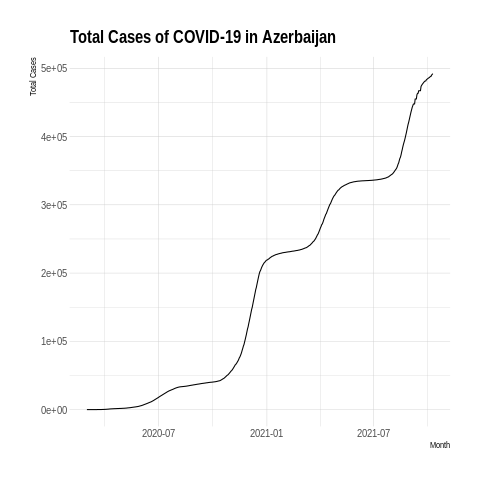 Total Cases of COVID-19 in Azerbaijan
Total Cases
5e+05
4e+05
3e+05
2e+05
1e+05
0e+00
2020-07
2021-01
2021-07
Month